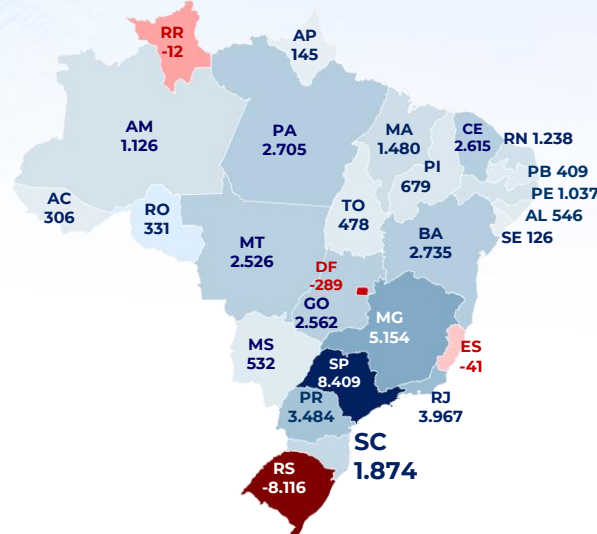 RR
-12
AP
145
AM
1.126
PA
2.705
MA
1.480
CE
2.615
RN 1.238
PI
679
PB 409
PE 1.037
AL 546
SE 126
AC
306
RO
331
TO
478
BA
2.735
MT
2.526
DF
-289
GO
2.562
MG
5.154
MS
532
ES
-41
SP
8.409
RJ
3.967
PR
3.484
SC
1.874
RS
-8.116